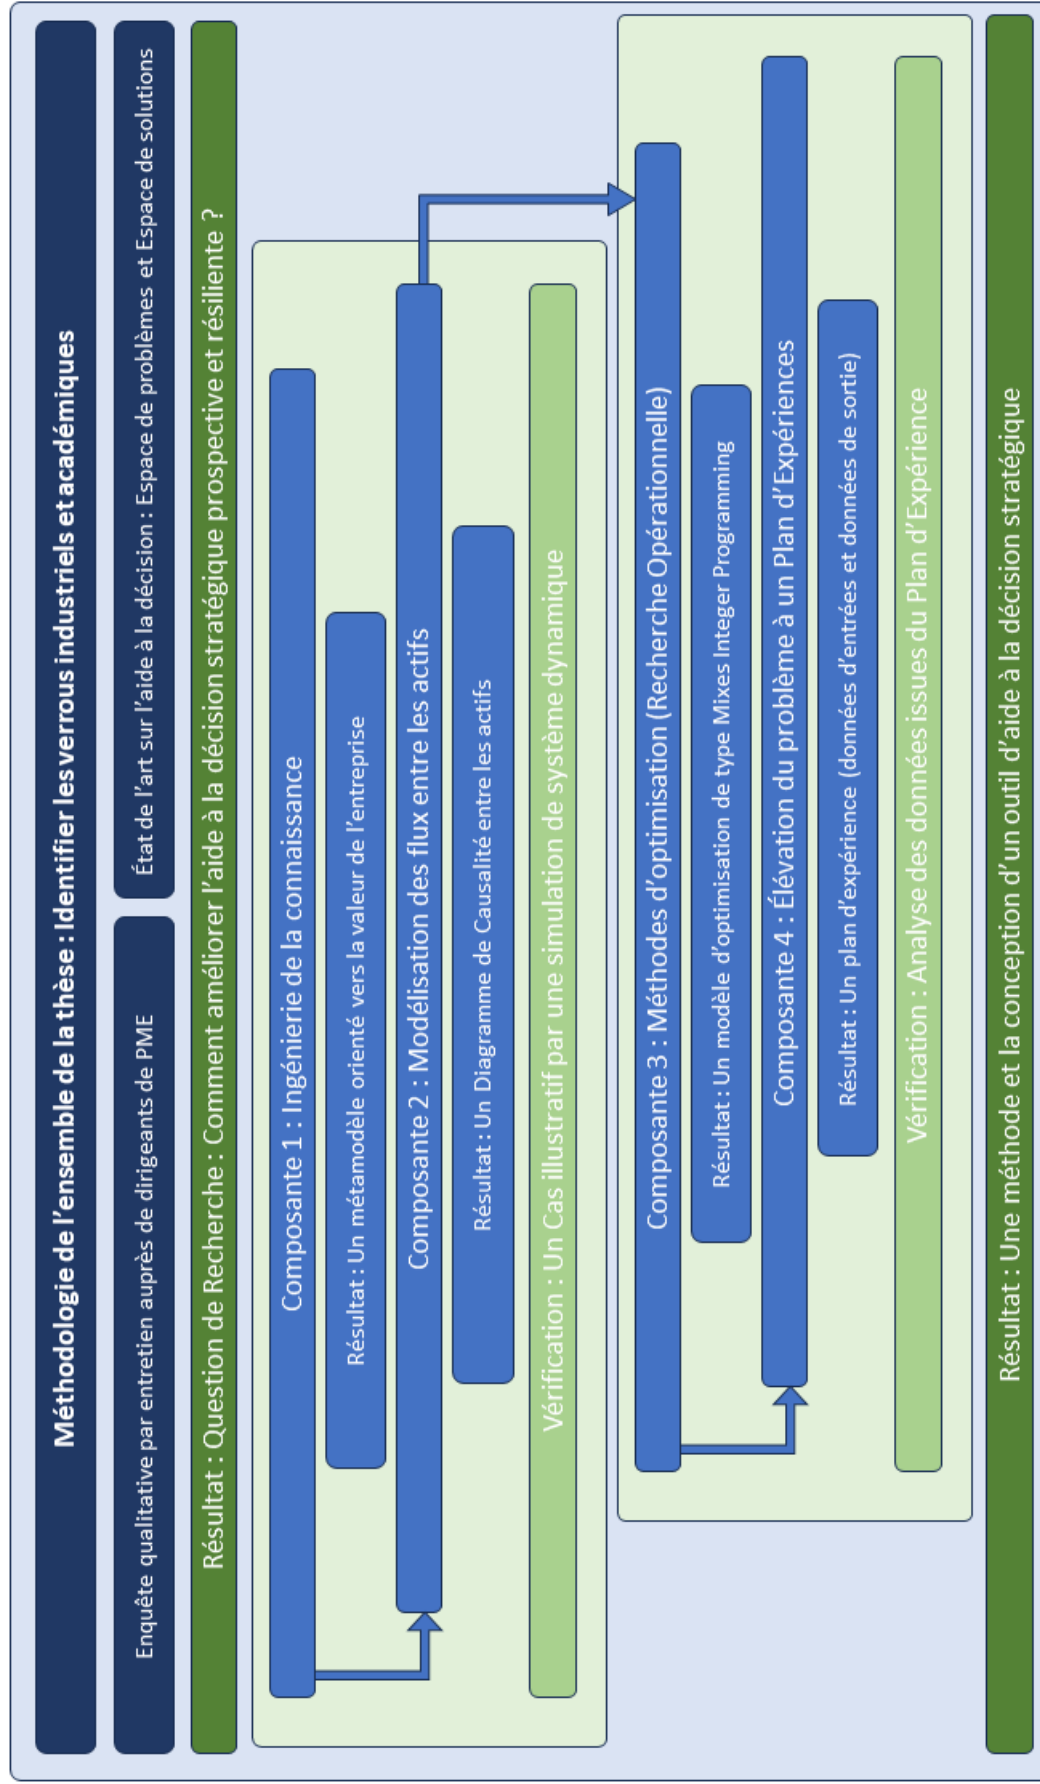 Méthodologie de l'ensemble de la thèse : Identifier les verrous industriels et académiques
Enquête qualitative par entretien auprès de dirigeants de PME
État de l'art sur l'aide à la décision : Espace de problèmes et Espace de solutions
Résultat : Question de Recherche : Comment améliorer l'aide à la décision stratégique prospective et résiliente ?
Composante 1 : Ingénierie de la connaissance
Résultat : Un métamodèle orienté vers la valeur de l'entreprise
Composante 2 : Modélisation des flux entre les actifs
Résultat : Un Diagramme de Causalité entre les actifs
Vérification : Un Cas illustratif par une simulation de système dynamique
Composante 3 : Méthodes d'optimisation (Recherche Opérationnelle)
Résultat : Un modèle d'optimisation de type Mixes Integer Programming
Composante 4 : Élévation du problème à un Plan d'Expériences
Résultat : Un plan d'expérience (données d'entrées et données de sortie)
Vérification : Analyse des données issues du Plan d'Expérience
Résultat : Une méthode et la conception d'un outil d'aide à la décision stratégique